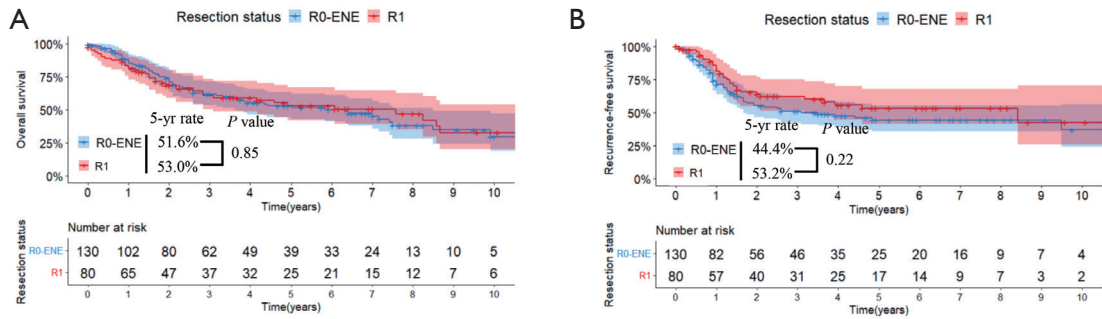 A
Resection status R0-ENE R1
100%
75%
50%
25%
0%
Overall survival
5-yr rate P value
R0-ENE 51.6%
0.85
R1 53.0%
0 1 2 3 4 5 6 7 8 9 10
Time(years)
Number at risk
Resection status
R0-ENE 130 102 80 62 49 39 33 24 13 10 5
R1 80 65 47 37 32 25 21 15 12 7 6
0 1 2 3 4 5 6 7 8 9 10
Time(years)
B
Resection status R0-ENE R1
100%
75%
50%
25%
0%
Recurrence-free survival
5-yr rate P value
R0-ENE 44.4%
0.22
R1 53.2%
0 1 2 3 4 5 6 7 8 9 10
Time(years)
Number at risk
Resection status
R0-ENE 130 82 56 46 35 25 20 16 9 7 4
R1 80 57 40 31 25 17 14 9 7 3 2
0 1 2 3 4 5 6 7 8 9 10
Time(years)